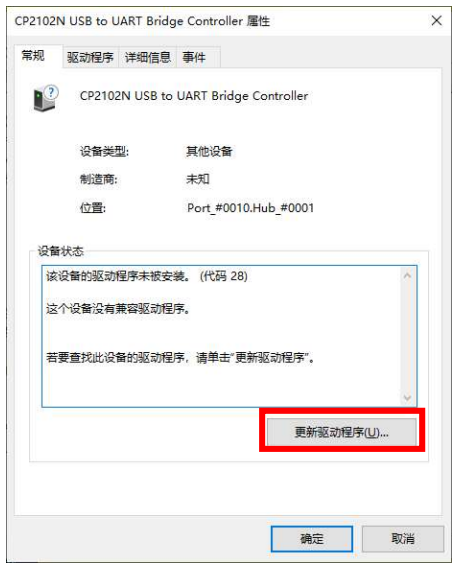 CP2102N USB to UART Bridge Controller 属性
常规 驱动程序 详细信息 事件
CP2102N USB to UART Bridge Controller
设备类型: 其他设备
制造商: 未知
位置: Port_#0010.Hub_#0001
设备状态
该设备的驱动程序未被安装。 (代码 28)
这个设备没有兼容驱动程序。
若要查找此设备的驱动程序，请单击"更新驱动程序"。
更新驱动程序(U)...
确定 取消